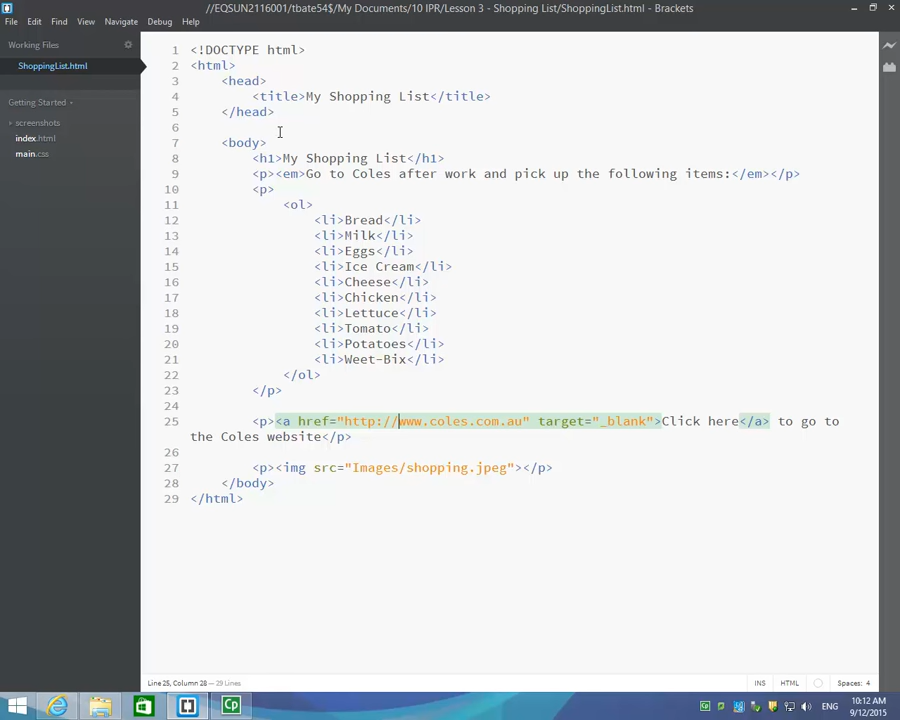 //EQSUN2116001/tbate54$/My Documents/10 IPR/Lesson 3 - Shopping List/ShoppingList.html - Brackets
File Edit Find View Navigate Debug Help
Working Files
ShoppingList.html
Getting Started
screenshots
index.html
main.css
1 <!DOCTYPE html>
2 <html>
3 <head>
4 <title>My Shopping List</title>
5 </head>
6
7 <body>
8 <h1>My Shopping List</h1>
9 <p><em>Go to Coles after work and pick up the following items:</em></p>
10 <p>
11 <ol>
12 <li>Bread</li>
13 <li>Milk</li>
14 <li>Eggs</li>
15 <li>Ice Cream</li>
16 <li>Cheese</li>
17 <li>Chicken</li>
18 <li>Lettuce</li>
19 <li>Tomato</li>
20 <li>Potatoes</li>
21 <li>Weet-Bix</li>
22 </ol>
23 </p>
24
25 <p><a href="http://www.coles.com.au" target="_blank">Click here</a> to go to
the Coles website</p>
26
27 <p><img src="Images/shopping.jpeg"></p>
28 </body>
29 </html>
Line 25, Column 28 — 29 Lines
INS HTML Spaces: 4
Cp
ENG
10:12 AM
9/12/2015